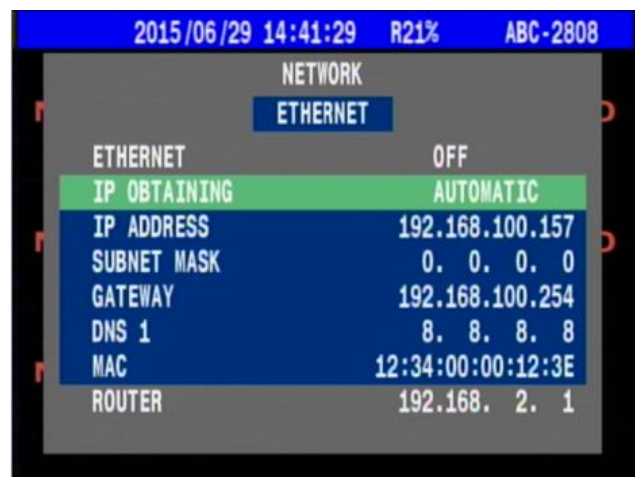 2015/06/29 14:41:29 R21% ABC-2808
NETWORK
ETHERNET
ETHERNET OFF
IP OBTAINING AUTOMATIC
IP ADDRESS 192.168.100.157
SUBNET MASK 0. 0. 0. 0
GATEWAY 192.168.100.254
DNS 1 8. 8. 8. 8
MAC 12:34:00:00:12:3E
ROUTER 192.168. 2. 1